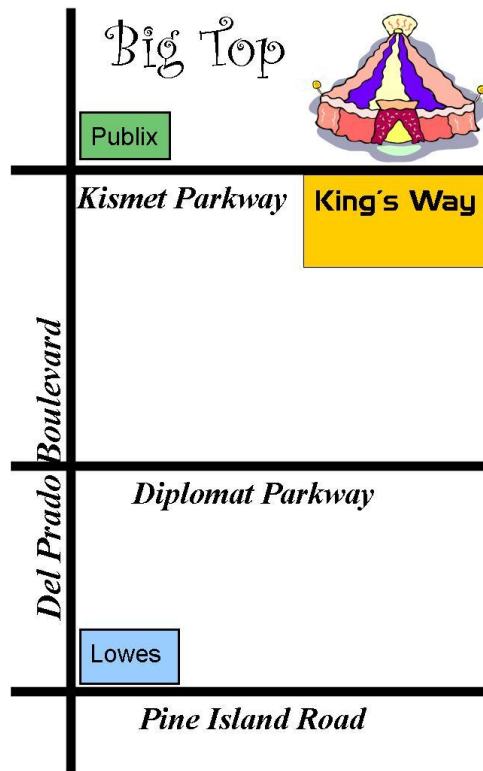 Big Top
Publix
Kismet Parkway
King's Way
Del Prado Boulevard
Diplomat Parkway
Lowes
Pine Island Road